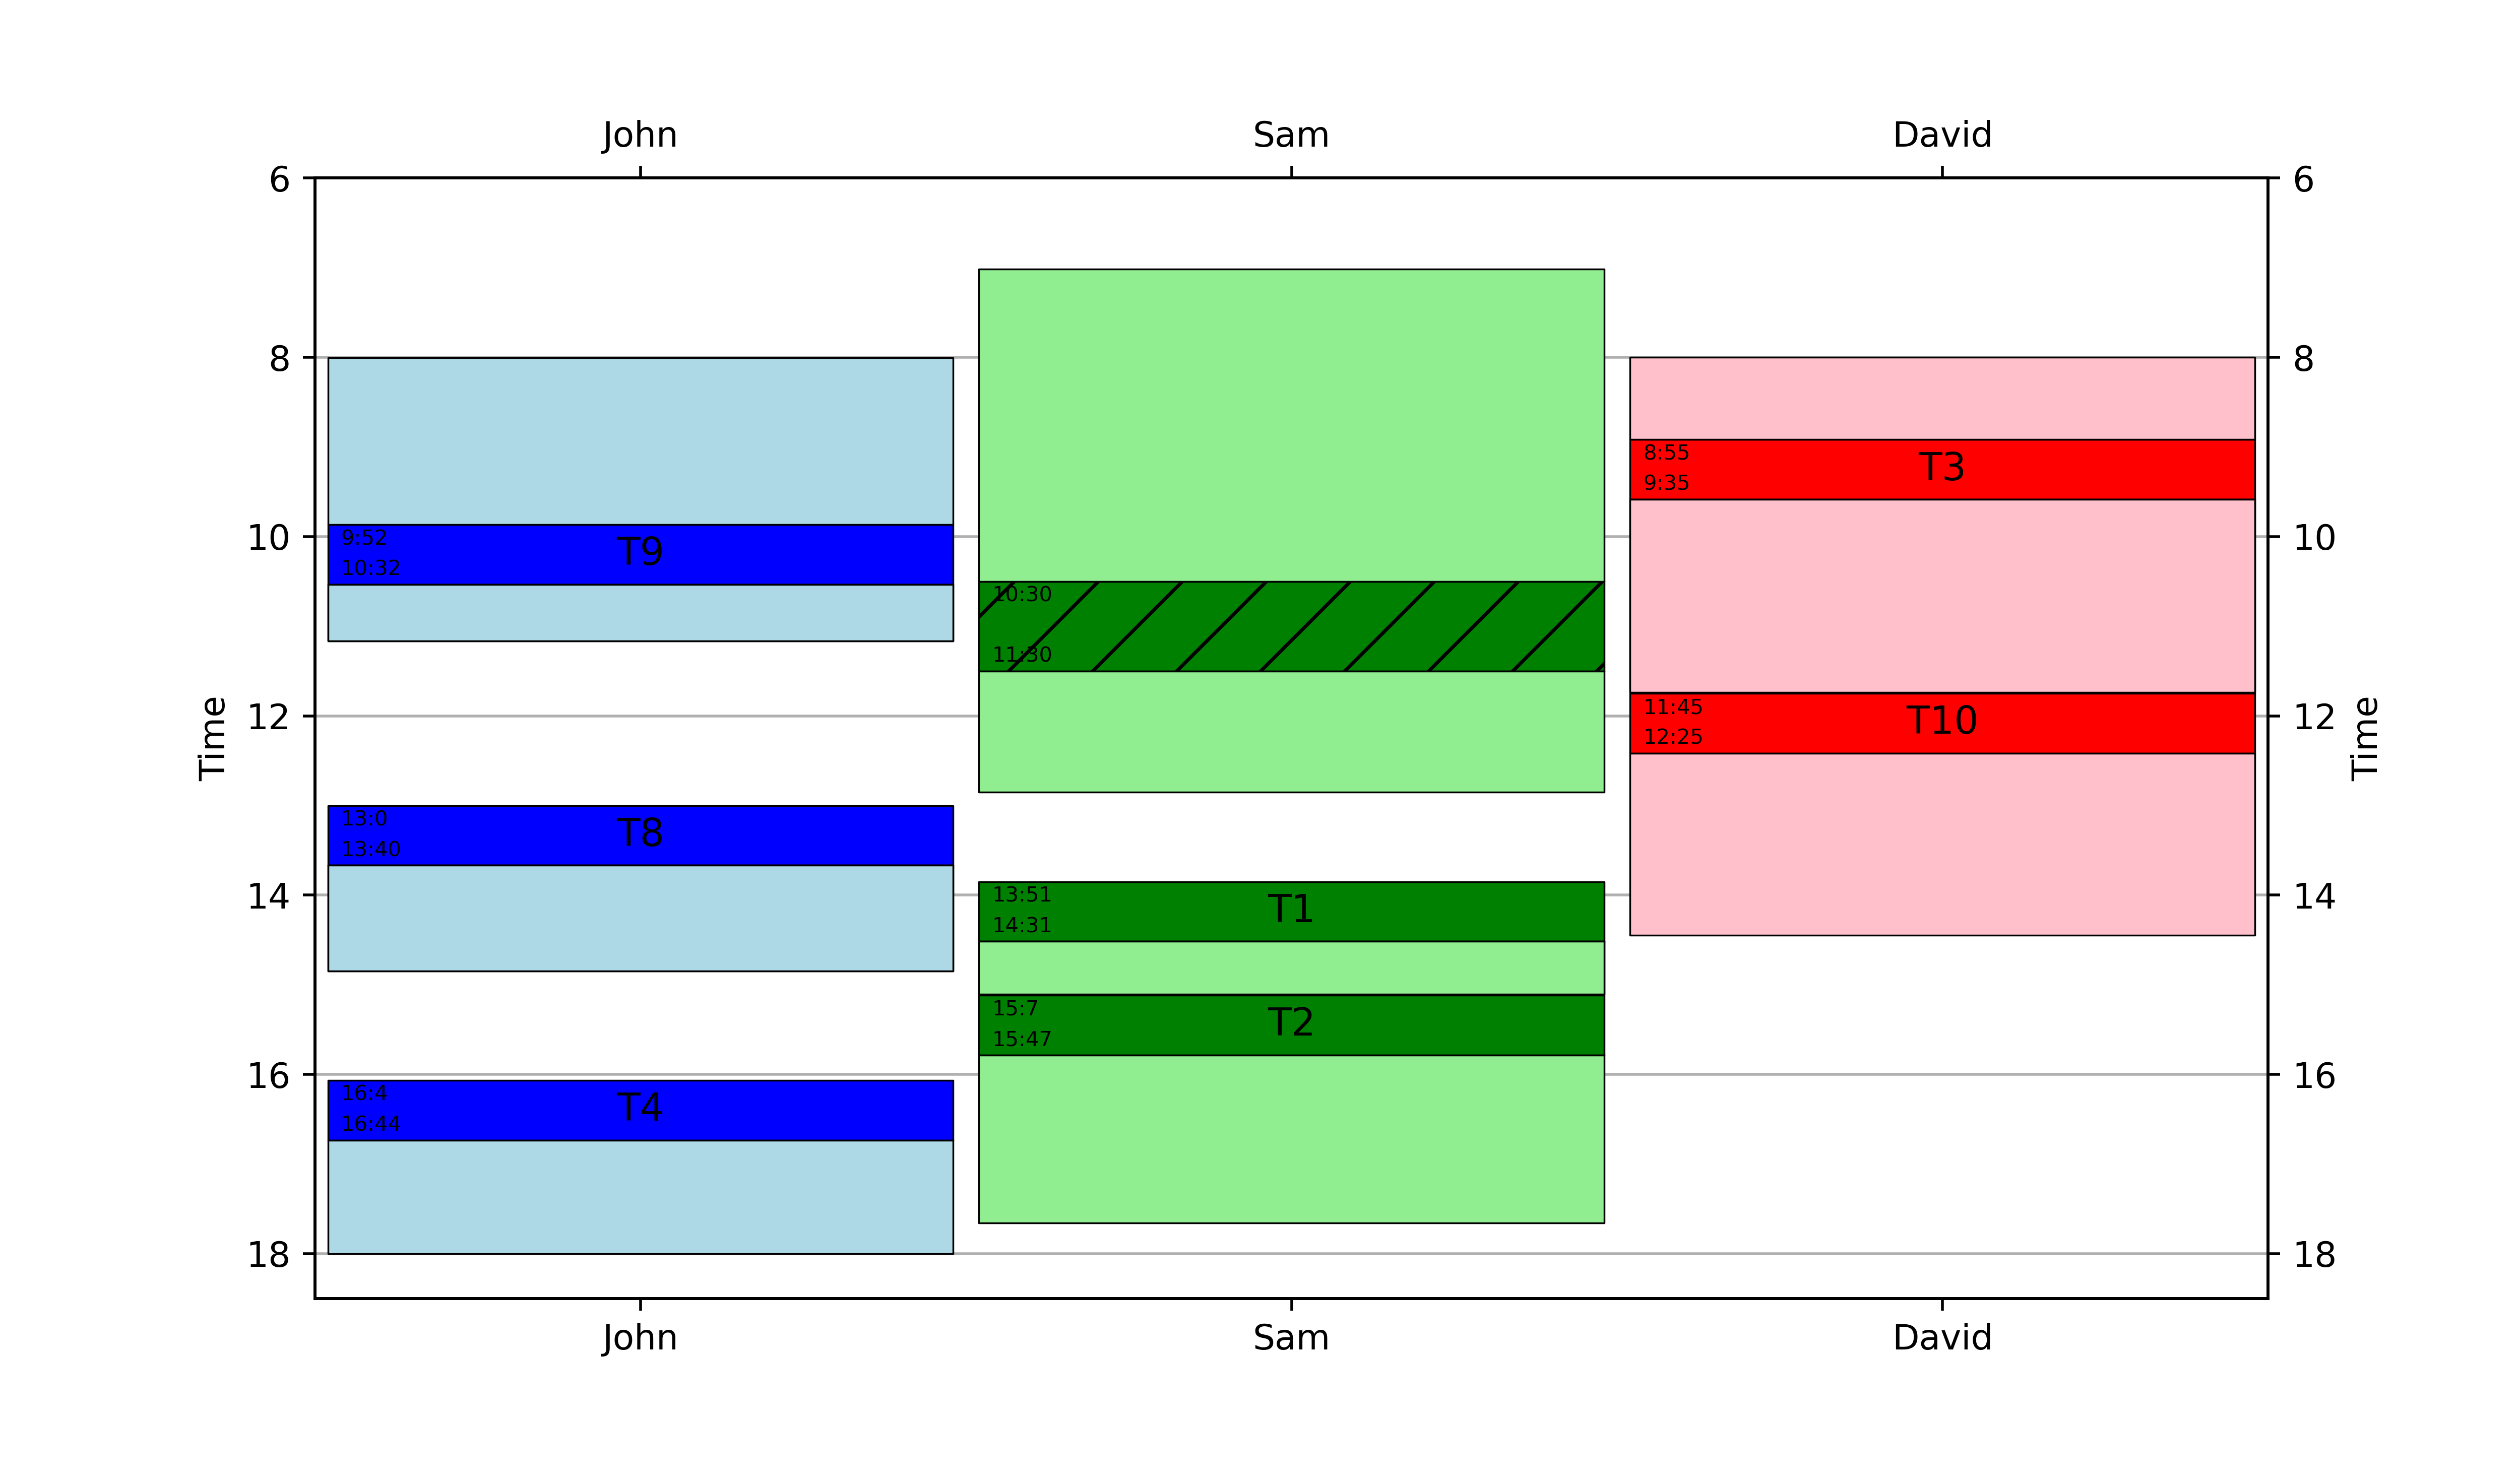 John Sam David
6 6
8 8
8:55
T3
9:35
10 10
9:52
T9
10:32
10:30
11:30
Time Time
12 12
11:45
T10
12:25
13:0
T8
13:40
14 14
13:51
T1
14:31
15:7
T2
15:47
16 16
16:4
T4
16:44
18 18
John Sam David